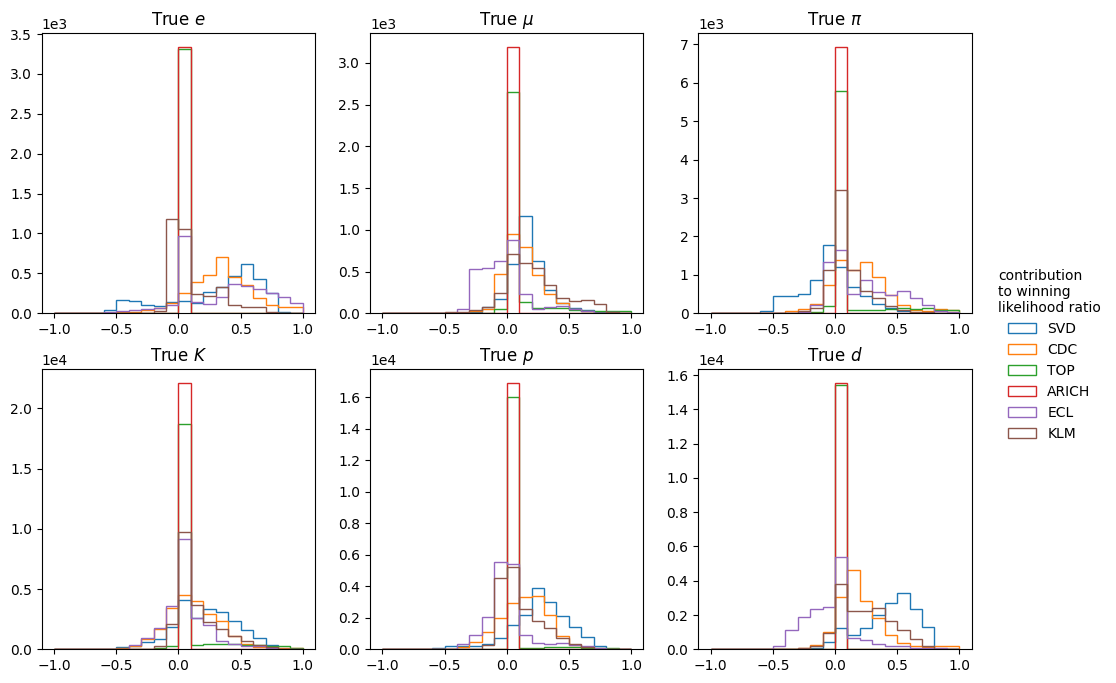 True e
1e3
3.5
3.0
2.5
2.0
1.5
1.0
0.5
0.0
−1.0 −0.5 0.0 0.5 1.0
True μ
1e3
3.0
2.5
2.0
1.5
1.0
0.5
0.0
−1.0 −0.5 0.0 0.5 1.0
True π
1e3
7
6
5
4
3
2
1
0
−1.0 −0.5 0.0 0.5 1.0
True K
1e4
2.0
1.5
1.0
0.5
0.0
−1.0 −0.5 0.0 0.5 1.0
True p
1e4
1.6
1.4
1.2
1.0
0.8
0.6
0.4
0.2
0.0
−1.0 −0.5 0.0 0.5 1.0
True d
1e4
1.6
1.4
1.2
1.0
0.8
0.6
0.4
0.2
0.0
−1.0 −0.5 0.0 0.5 1.0
contribution
to winning
likelihood ratio
SVD
CDC
TOP
ARICH
ECL
KLM